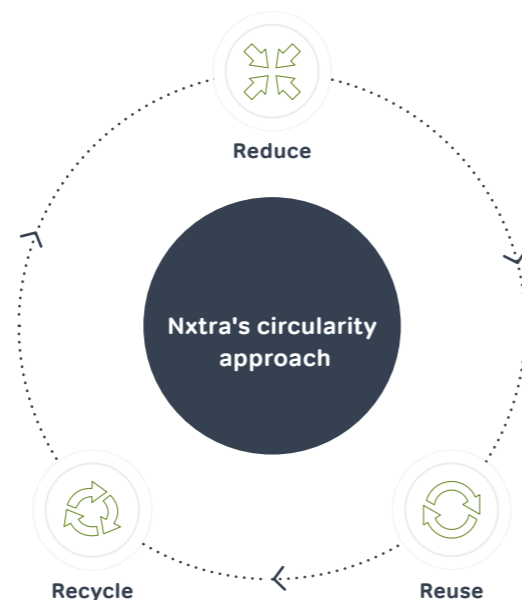 Reduce
Nxtra's circularity
approach
Recycle
Reuse